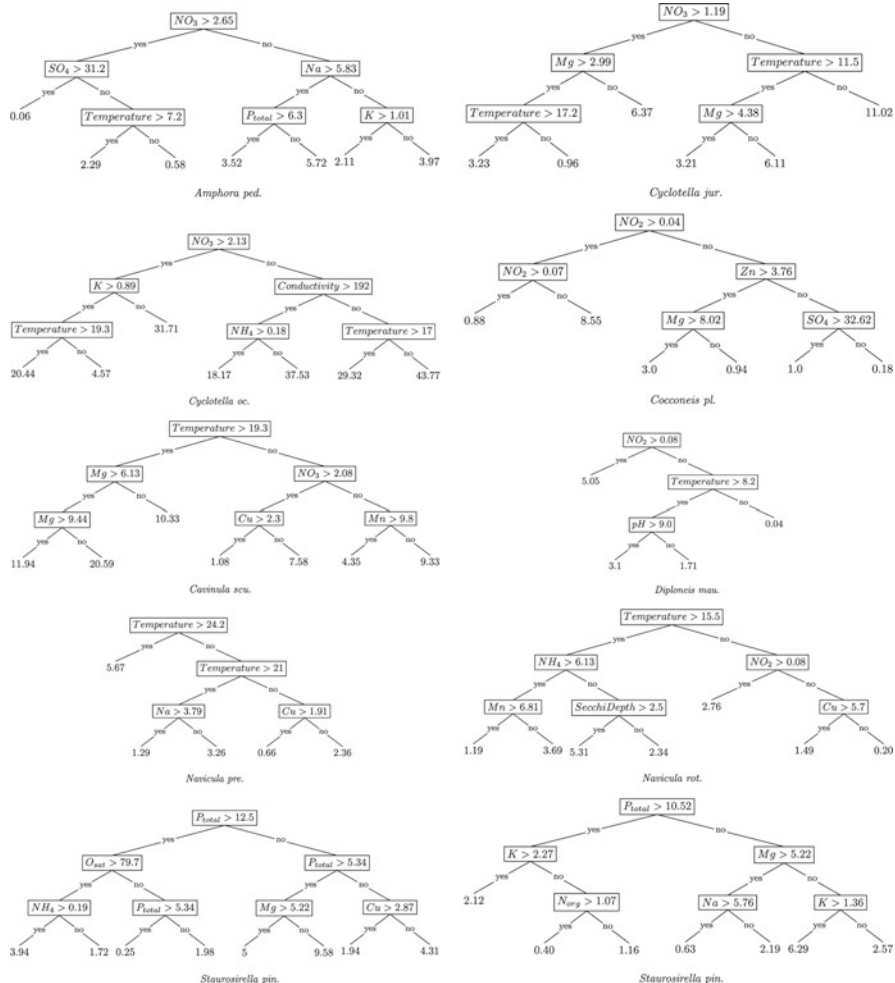 NO₃ > 2.65
yes no
SO₄ > 31.2 Na > 5.83
yes no yes no
0.06 Temperature > 7.2 P_total > 6.3 K > 1.01
yes no yes no yes no
2.29 0.58 3.52 5.72 2.11 3.97
Amphora ped.
NO₃ > 1.19
yes no
Mg > 2.99 Temperature > 11.5
yes no yes no
Temperature > 17.2 6.37 Mg > 4.38 11.02
yes no yes no
3.23 0.96 3.21 6.11
Cyclotella jur.
NO₃ > 2.13
yes no
K > 0.89 Conductivity > 192
yes no yes no
Temperature > 19.3 31.71 NH₄ > 0.18 Temperature > 17
yes no yes no yes no
20.44 4.57 18.17 37.53 29.32 43.77
Cyclotella oc.
NO₂ > 0.04
yes no
NO₂ > 0.07 Zn > 3.76
yes no yes no
0.88 8.55 Mg > 8.02 SO₄ > 32.62
yes no yes no
3.0 0.94 1.0 0.18
Cocconeis pl.
Temperature > 19.3
yes no
Mg > 6.13 NO₃ > 2.08
yes no yes no
Mg > 9.44 10.33 Cu > 2.3 Mn > 9.8
yes no yes no yes no
11.94 20.59 1.08 7.58 4.35 9.33
Cavinula scu.
NO₂ > 0.08
yes no
5.05 Temperature > 8.2
yes no
pH > 9.0 0.04
yes no
3.1 1.71
Diploneis mau.
Temperature > 24.2
yes no
5.67 Temperature > 21
yes no
Na > 3.79 Cu > 1.91
yes no yes no
1.29 3.26 0.66 2.36
Navicula pre.
Temperature > 15.5
yes no
NH₄ > 6.13 NO₂ > 0.08
yes no yes no
Mn > 6.81 SecchiDepth > 2.5 2.76 Cu > 5.7
yes no yes no yes no
1.19 3.69 5.31 2.34 1.49 0.20
Navicula rot.
P_total > 12.5
yes no
O_sat > 79.7 P_total > 5.34
yes no yes no
NH₄ > 0.19 P_total > 5.34 Mg > 5.22 Cu > 2.87
yes no yes no yes no yes no
3.94 1.72 0.25 1.98 5 9.58 1.94 4.31
Staurosirella pin.
P_total > 10.52
yes no
K > 2.27 Mg > 5.22
yes no yes no
2.12 N_org > 1.07 Na > 5.76 K > 1.36
yes no yes no yes no
0.40 1.16 0.63 2.19 6.29 2.57
Staurosirella pin.